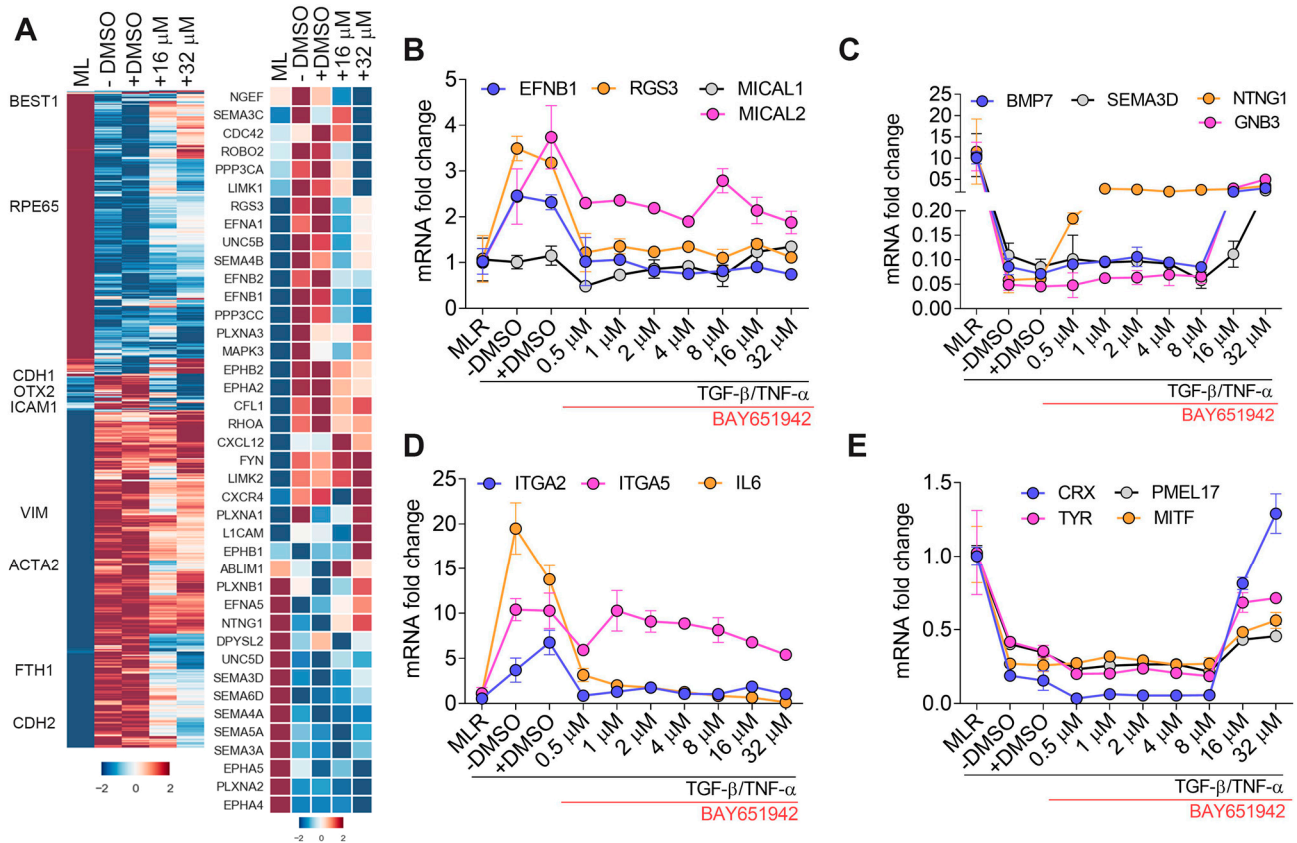 A
ML
- DMSO
+DMSO
+16 µM
+32 µM
BEST1
RPE65
CDH1
OTX2
ICAM1
VIM
ACTA2
FTH1
CDH2
−2 0 2
ML
- DMSO
+DMSO
+16 µM
+32 µM
NGEF
SEMA3C
CDC42
ROBO2
PPP3CA
LIMK1
RGS3
EFNA1
UNC5B
SEMA4B
EFNB2
EFNB1
PPP3CC
PLXNA3
MAPK3
EPHB2
EPHA2
CFL1
RHOA
CXCL12
FYN
LIMK2
CXCR4
PLXNA1
L1CAM
EPHB1
ABLIM1
PLXNB1
EFNA5
NTNG1
DPYSL2
UNC5D
SEMA3D
SEMA6D
SEMA4A
SEMA5A
SEMA3A
EPHA5
PLXNA2
EPHA4
−2 0 2
B
mRNA fold change
5
4
3
2
1
0
EFNB1 RGS3 MICAL1
MICAL2
MLR
-DMSO
+DMSO
0.5 µM
1 µM
2 µM
4 µM
8 µM
16 µM
32 µM
TGF-β/TNF-α
BAY651942
C
mRNA fold change
25
20
15
10
05
0.20
0.15
0.10
0.05
0.00
BMP7 SEMA3D NTNG1
GNB3
MLR
-DMSO
+DMSO
0.5 µM
1 µM
2 µM
4 µM
8 µM
16 µM
32 µM
TGF-β/TNF-α
BAY651942
D
mRNA fold change
25
20
15
10
5
0
ITGA2 ITGA5 IL6
MLR
-DMSO
+DMSO
0.5 µM
1 µM
2 µM
4 µM
8 µM
16 µM
32 µM
TGF-β/TNF-α
BAY651942
E
mRNA fold change
1.5
1.0
0.5
0.0
CRX PMEL17
TYR MITF
MLR
-DMSO
+DMSO
0.5 µM
1 µM
2 µM
4 µM
8 µM
16 µM
32 µM
TGF-β/TNF-α
BAY651942